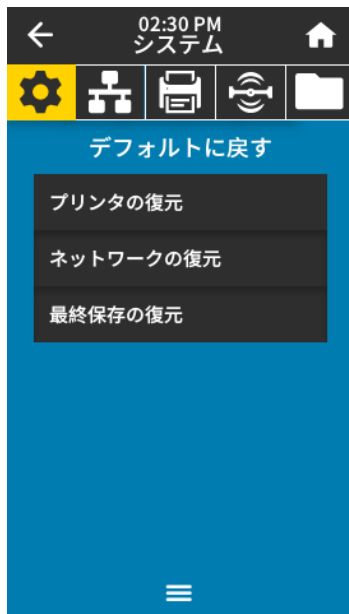 02:30 PM
システム
デフォルトに戻す
プリンタの復元
ネットワークの復元
最終保存の復元